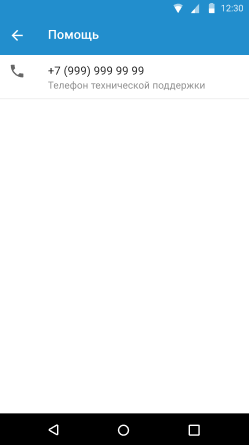 12:30
Помощь
+7 (999) 999 99 99
Телефон технической поддержки